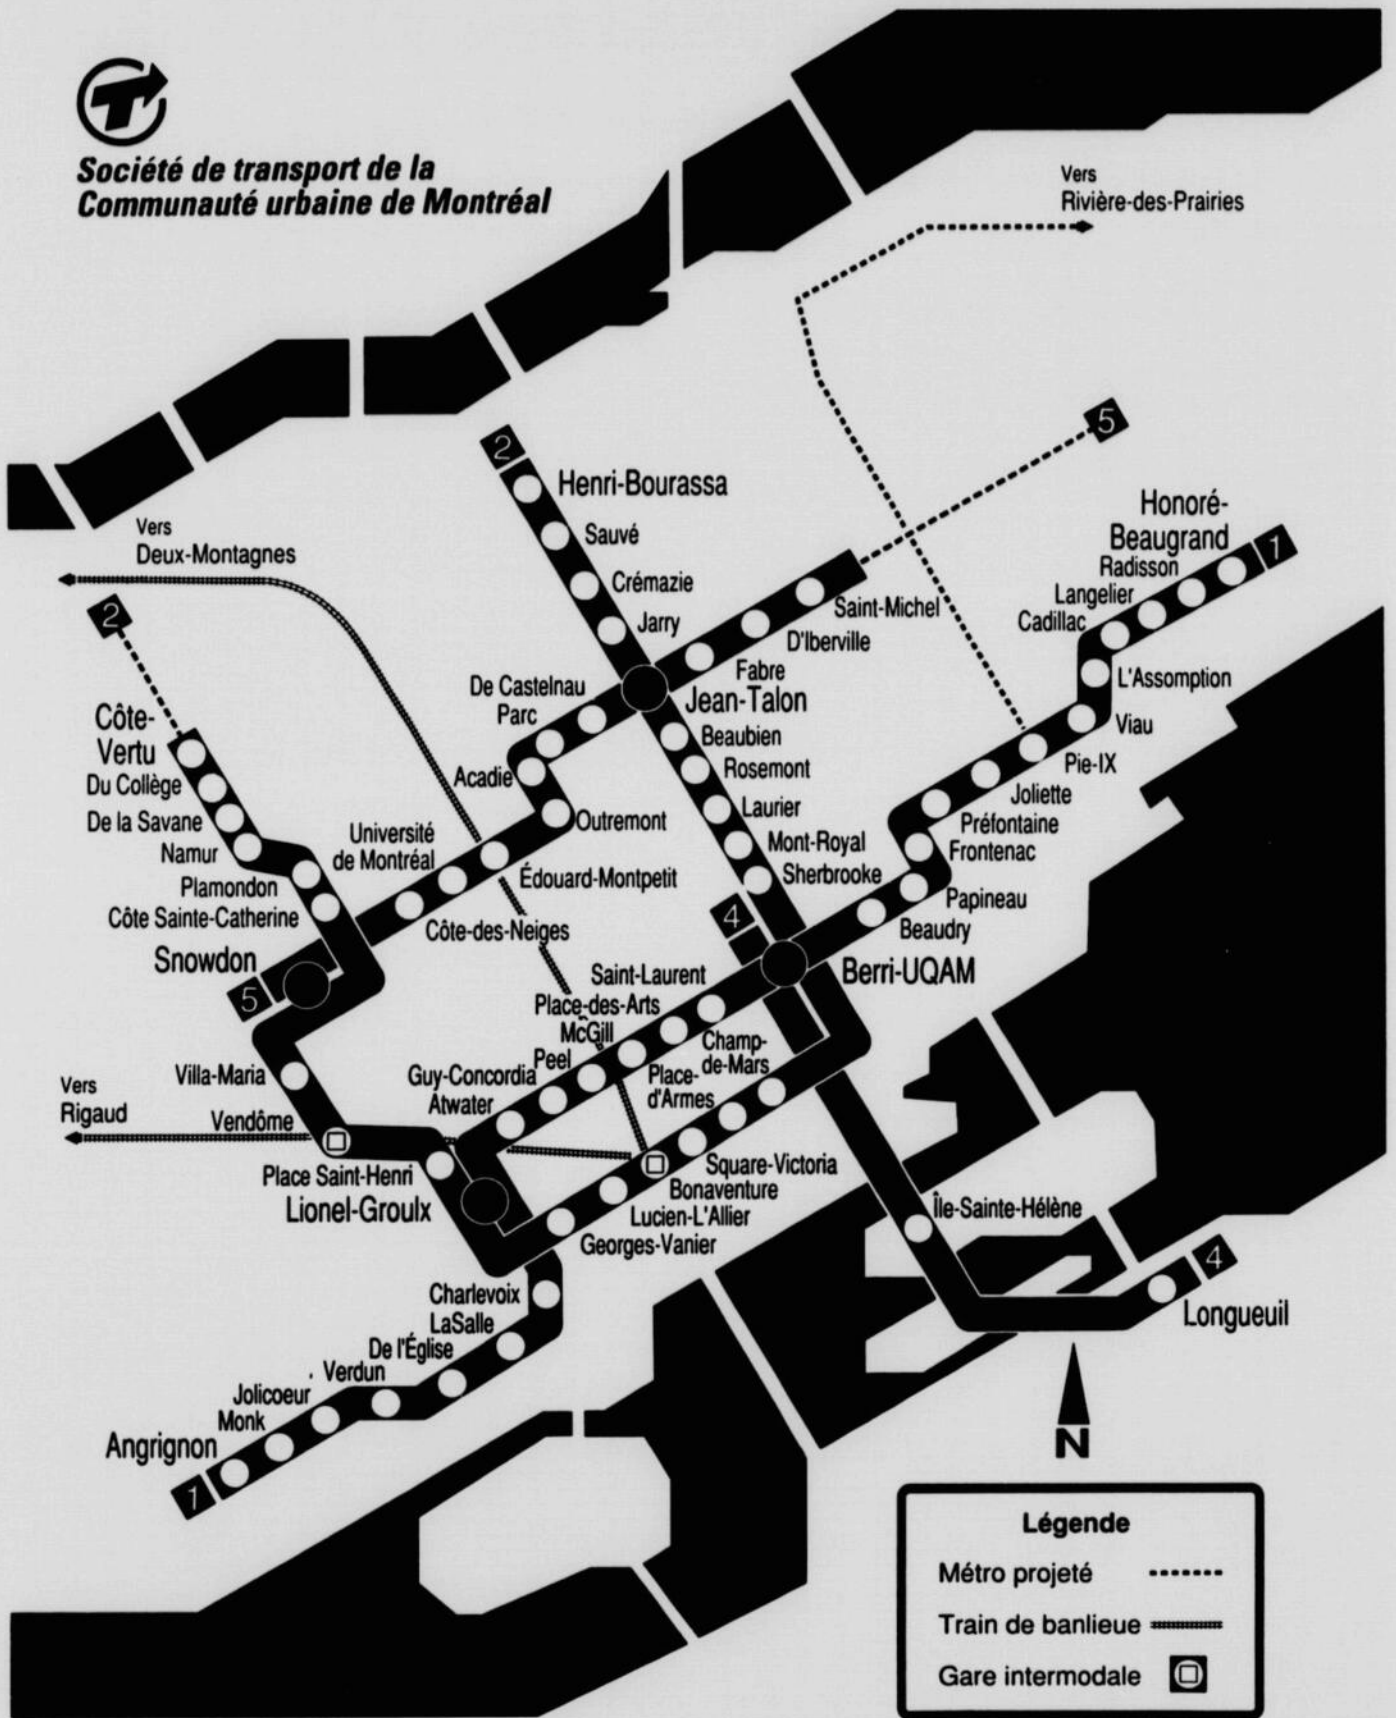 T
Société de transport de la
Communauté urbaine de Montréal
Vers
Rivière-des-Prairies
5
2
Henri-Bourassa
Sauvé
Crémazie
Jarry
Honoré-
Beaugrand
1
Radisson
Langelier
Cadillac
L'Assomption
Viau
Pie-IX
Joliette
Préfontaine
Frontenac
Papineau
Beaudry
Berri-UQAM
Vers
Deux-Montagnes
2
Côte-
Vertu
Du Collège
De la Savane
Namur
Plamondon
Côte Sainte-Catherine
Snowdon
5
Saint-Michel
D'Iberville
Fabre
Jean-Talon
De Castelnau
Parc
Acadie
Outremont
Université
de Montréal
Édouard-Montpetit
Côte-des-Neiges
Beaubien
Rosemont
Laurier
Mont-Royal
Sherbrooke
4
Saint-Laurent
Place-des-Arts
McGill
Peel
Guy-Concordia
Atwater
Champ-
de-Mars
Place-
d'Armes
Square-Victoria
Bonaventure
Lucien-L'Allier
Georges-Vanier
Villa-Maria
Vers
Rigaud
Vendôme
Place Saint-Henri
Lionel-Groulx
Charlevoix
LaSalle
De l'Église
Verdun
Jolicoeur
Monk
Angrignon
1
Île-Sainte-Hélène
4
Longueuil
N
Légende
Métro projeté
Train de banlieue
Gare intermodale